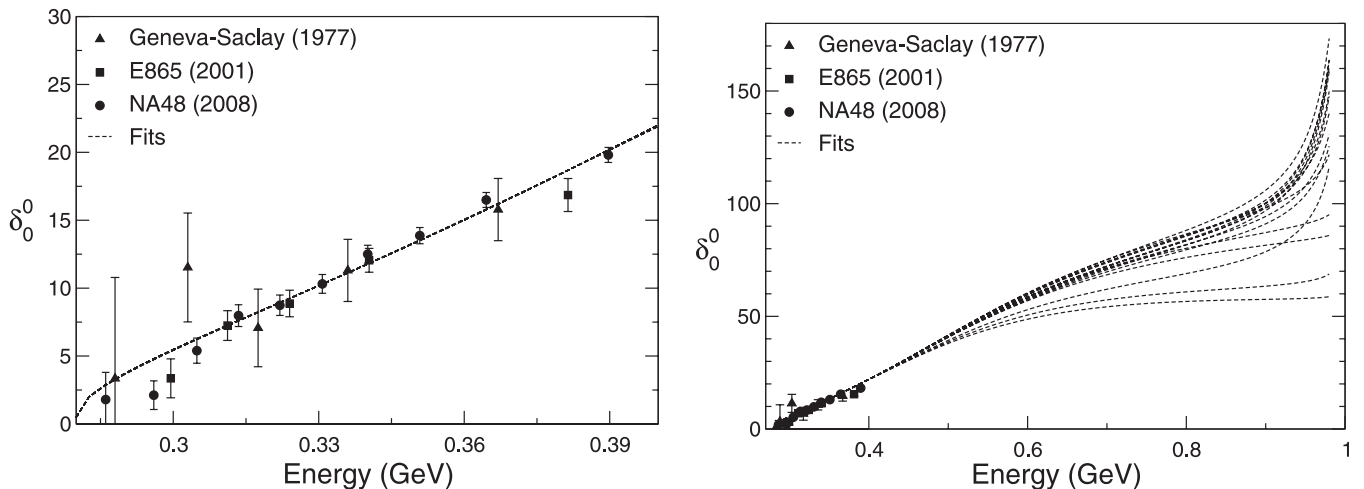 30
25
20
15
10
5
0
δ₀⁰
Geneva-Saclay (1977)
E865 (2001)
NA48 (2008)
Fits
0.3
0.33
0.36
0.39
Energy (GeV)
150
100
50
0
δ₀⁰
Geneva-Saclay (1977)
E865 (2001)
NA48 (2008)
Fits
0.4
0.6
0.8
1
Energy (GeV)